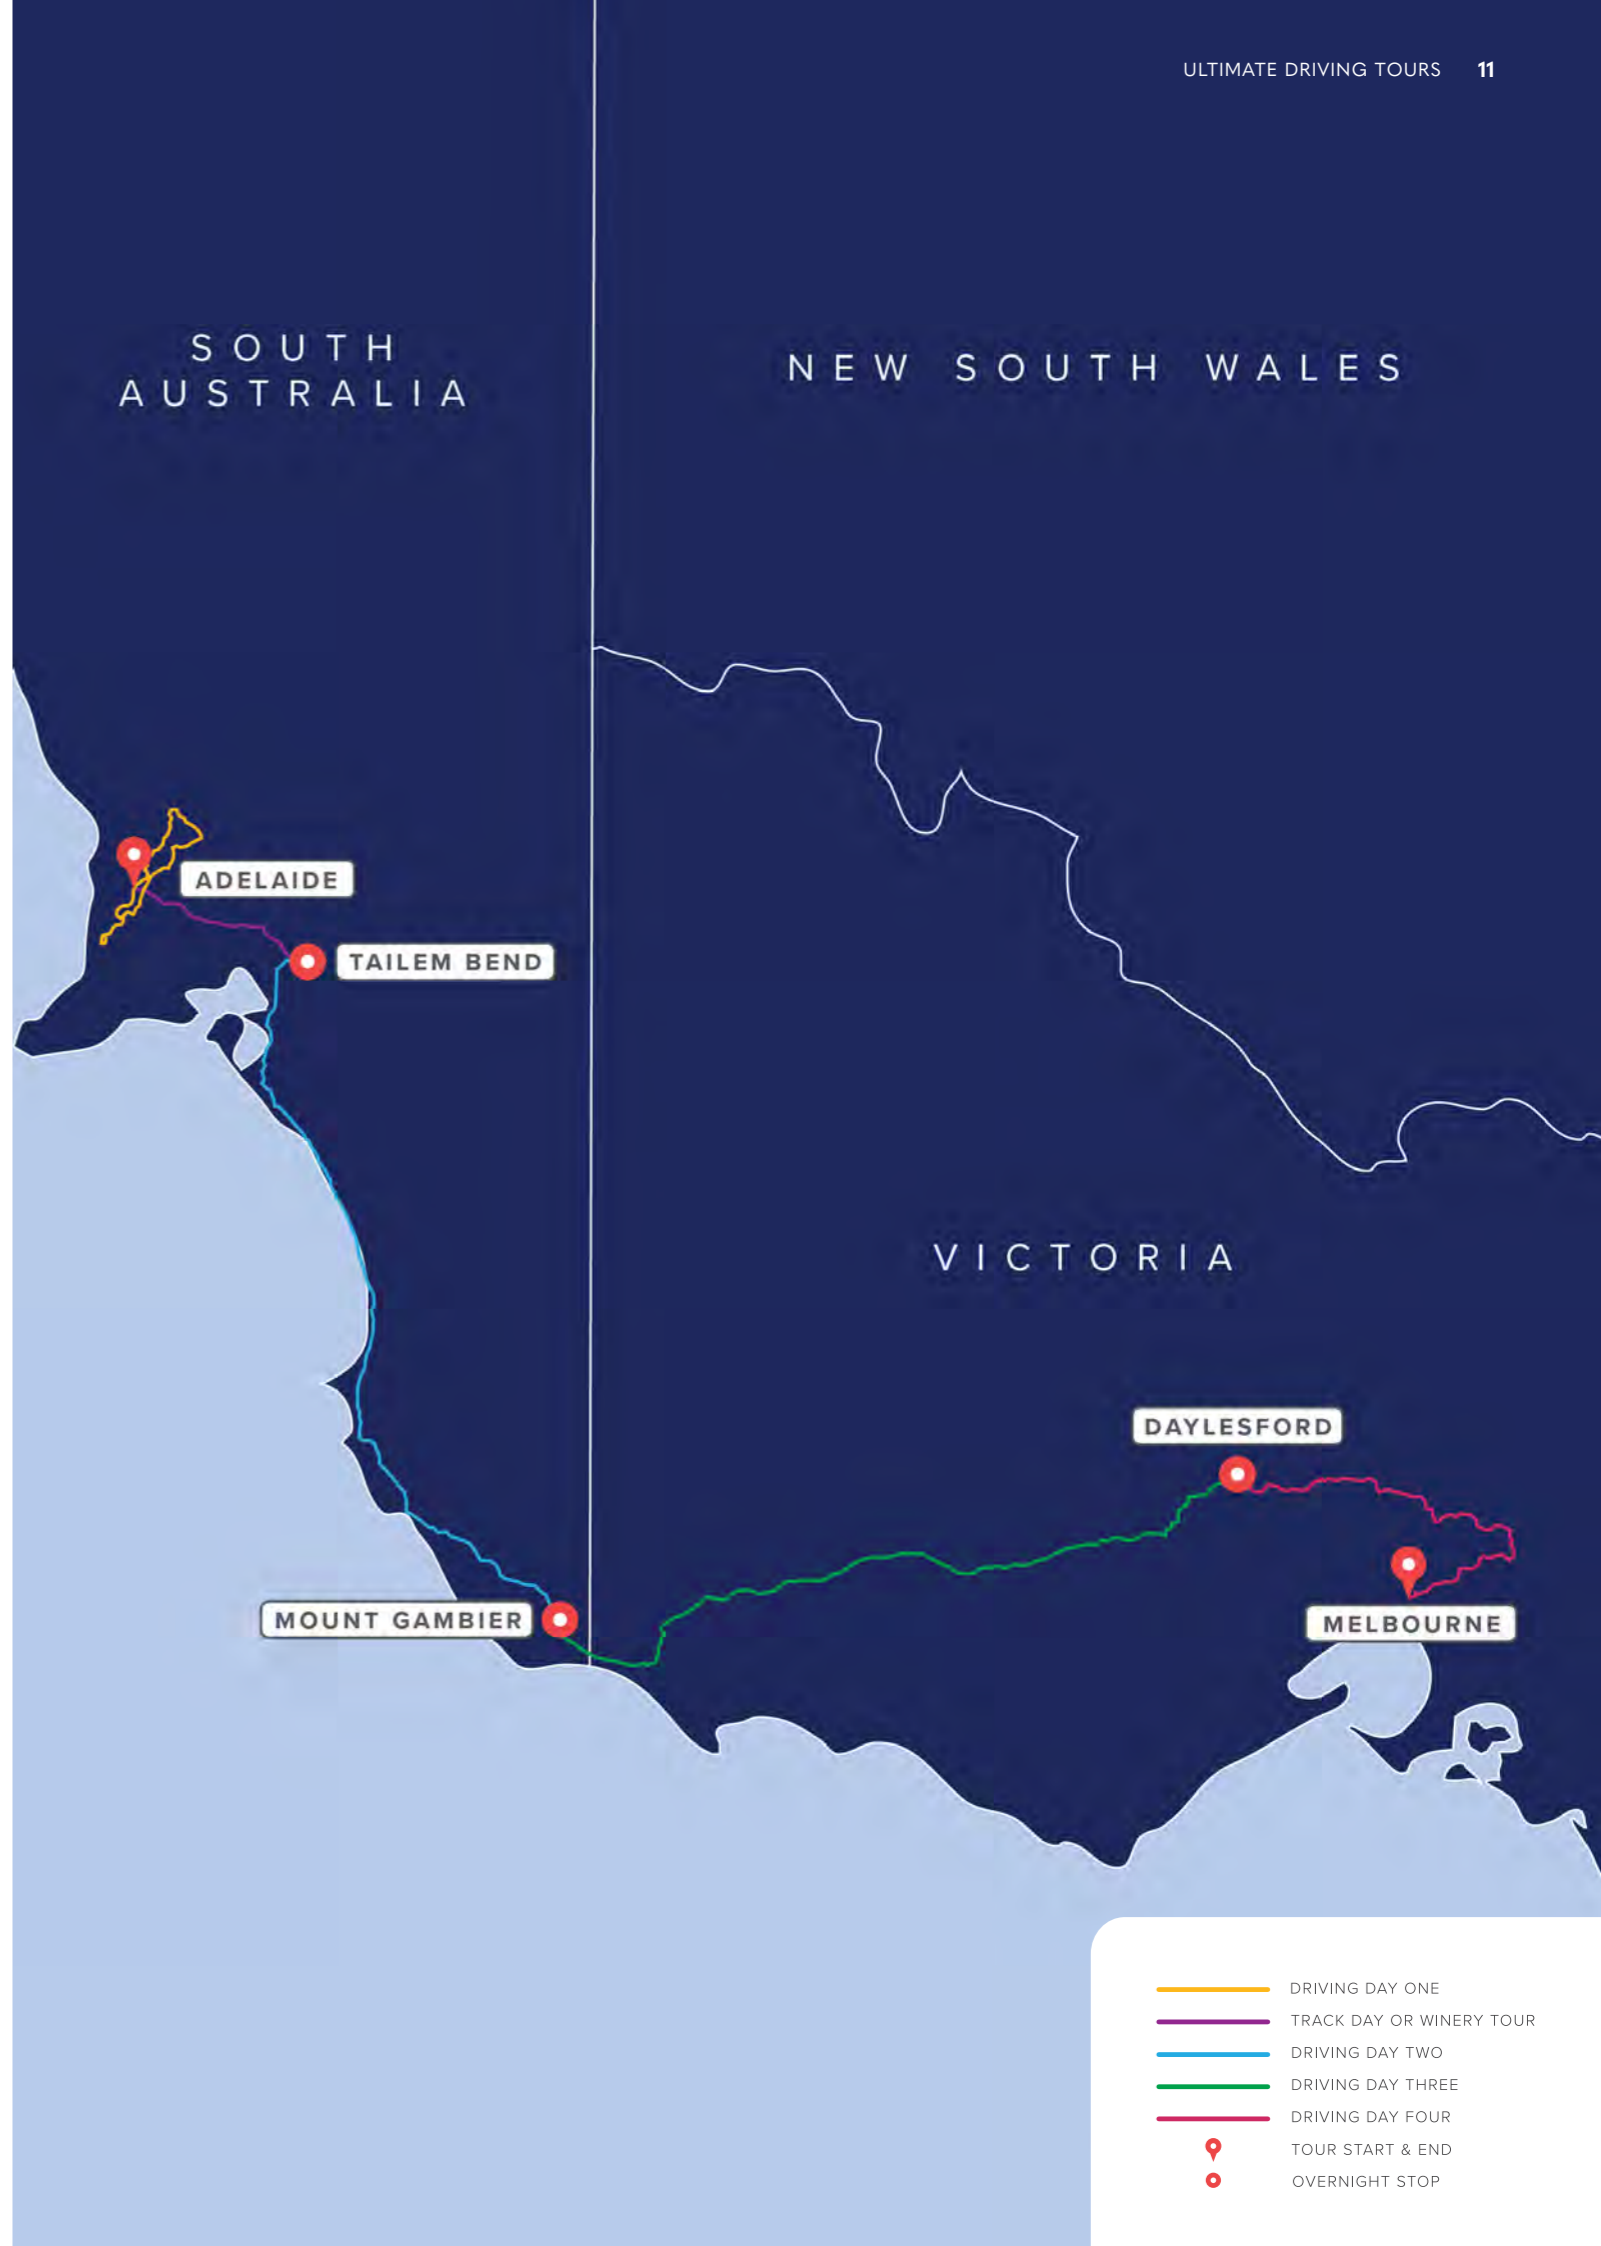 ULTIMATE DRIVING TOURS 11
SOUTH
AUSTRALIA
NEW SOUTH WALES
ADELAIDE
TAILEM BEND
VICTORIA
DAYLESFORD
MOUNT GAMBIER
MELBOURNE
DRIVING DAY ONE
TRACK DAY OR WINERY TOUR
DRIVING DAY TWO
DRIVING DAY THREE
DRIVING DAY FOUR
TOUR START & END
OVERNIGHT STOP